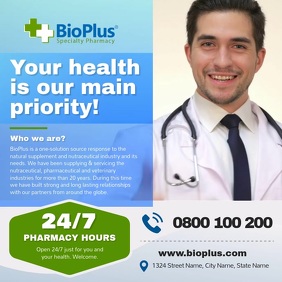 BioPlus®
Specialty Pharmacy
Your health
is our main
priority!
Who we are?
BioPlus is a one-solution source response to the
natural supplement and nutraceutical industry and its
needs. We have been supplying & servicing the
nutraceutical, pharmaceutical and veterinary
industries for more than 20 years. During this time
we have built strong and long lasting relationships
with our partners from around the globe.
24/7
PHARMACY HOURS
Open 24/7 just for you and
your health. Welcome.
0800 100 200
www.bioplus.com
1324 Street Name, City Name, State Name